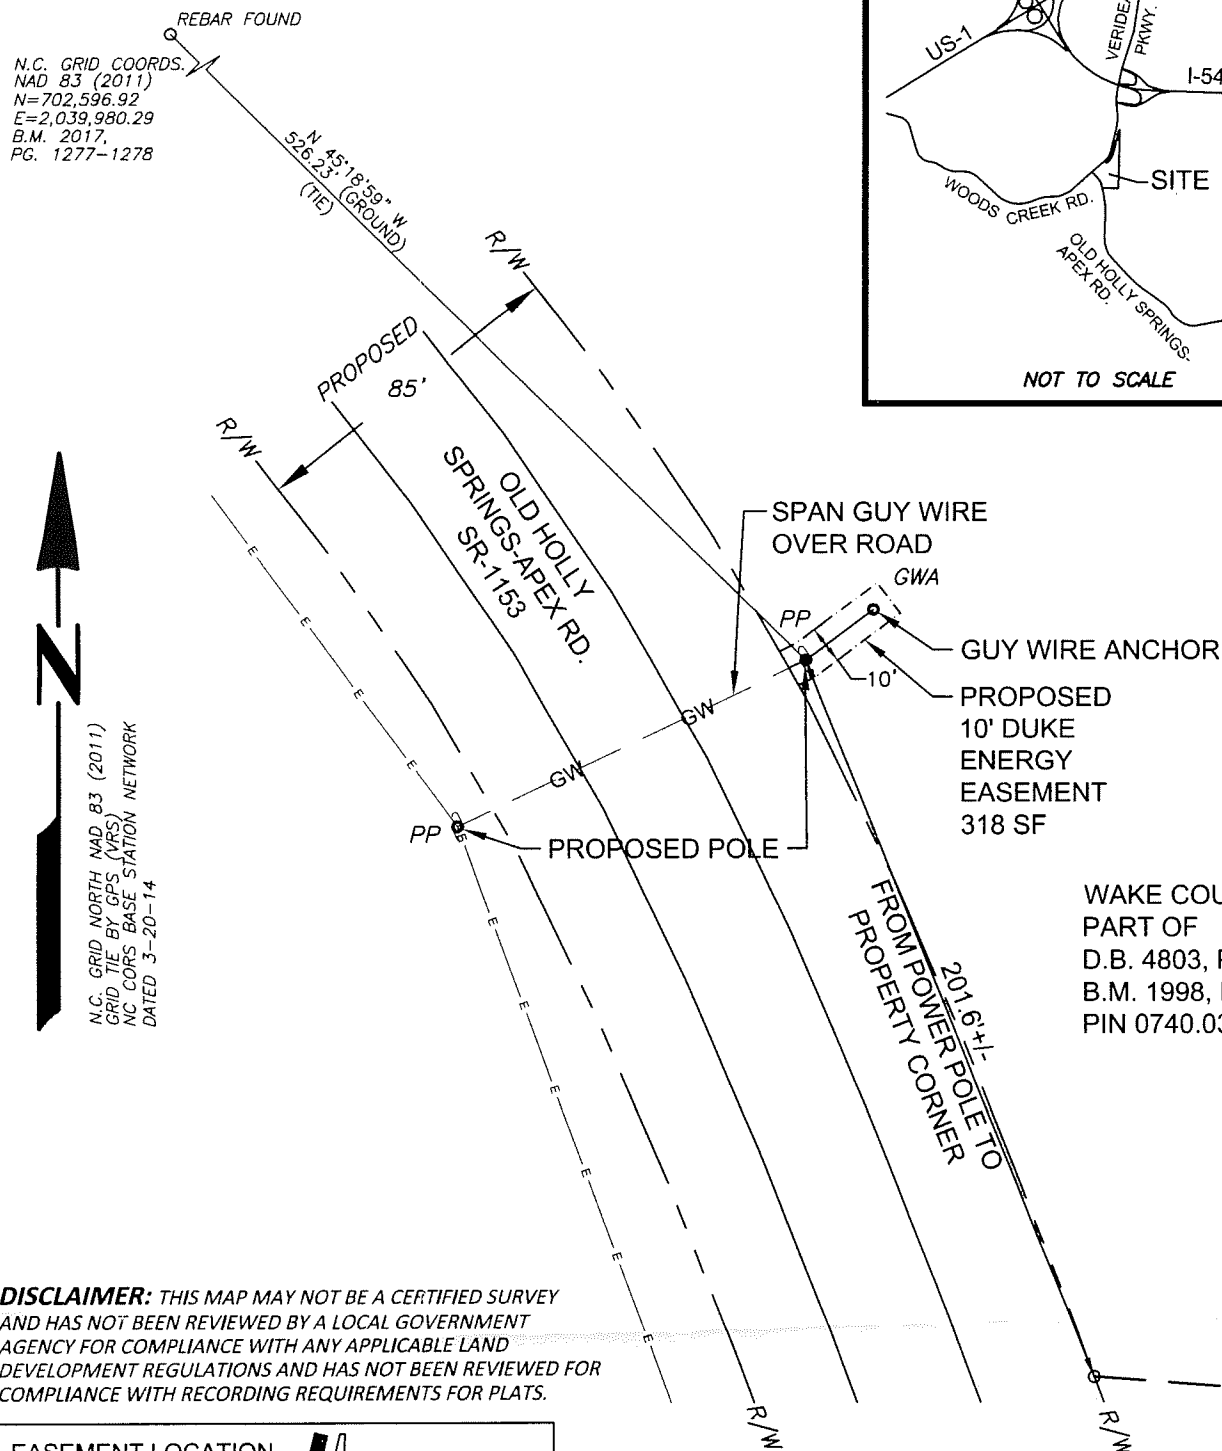 REBAR FOUND
N.C. GRID COORDS.
NAD 83 (2011)
N=702,596.92
E=2,039,980.29
B.M. 2017,
PG. 1277-1278
N 45°18'59" W
526.23' (GROUND)
(TIE)
US-1
PKWY.
I-54
SITE
WOODS CREEK RD.
OLD HOLLY SPRINGS-
APEX RD.
NOT TO SCALE
R/W
PROPOSED
85'
R/W
OLD HOLLY
SPRINGS-APEX RD.
SR-1153
SPAN GUY WIRE
OVER ROAD
GWA
PP
10'
GUY WIRE ANCHOR
PROPOSED
10' DUKE
ENERGY
EASEMENT
318 SF
E
E
E
E
E
GW
GW
PP
PROPOSED POLE
N
N.C. GRID NORTH NAD 83 (2011)
GRID TIE BY GPS (VRS)
NC CORS BASE STATION NETWORK
DATED 3-20-14
WAKE COU
PART OF
D.B. 4803,
B.M. 1998,
PIN 0740.03
201.6'+/-
FROM POWER POLE TO
PROPERTY CORNER
E
E
E
E
E
E
E
DISCLAIMER: THIS MAP MAY NOT BE A CERTIFIED SURVEY
AND HAS NOT BEEN REVIEWED BY A LOCAL GOVERNMENT
AGENCY FOR COMPLIANCE WITH ANY APPLICABLE LAND
DEVELOPMENT REGULATIONS AND HAS NOT BEEN REVIEWED FOR
COMPLIANCE WITH RECORDING REQUIREMENTS FOR PLATS.
R/W
R/W
EASEMENT LOCATION